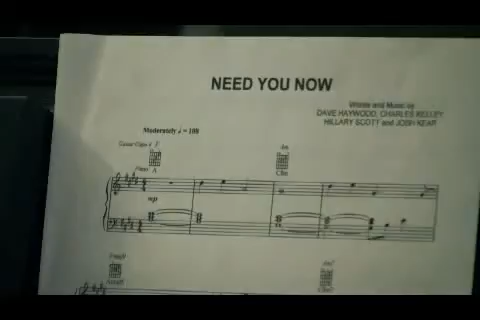 NEED YOU NOW
Words and Music by
DAVE HAYWOOD, CHARLES KELLEY,
HILLARY SCOTT and JOSH KEAR
Moderately ♩ = 108
F
Am
A
C♯m
mp